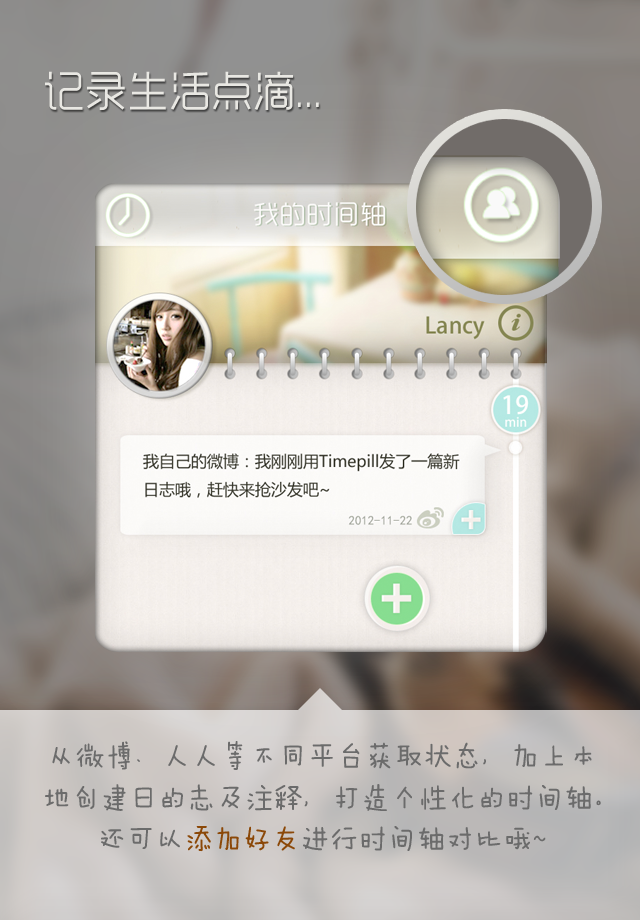 记录生活点滴...
我的时间轴
Lancy i
19
min
我自己的微博：我刚刚用Timepill发了一篇新
日志哦，赶快来抢沙发吧~
2012-11-22
从微博、人人等不同平台获取状态，加上本
地创建日的志及注释，打造个性化的时间轴。
还可以添加好友进行时间轴对比哦~